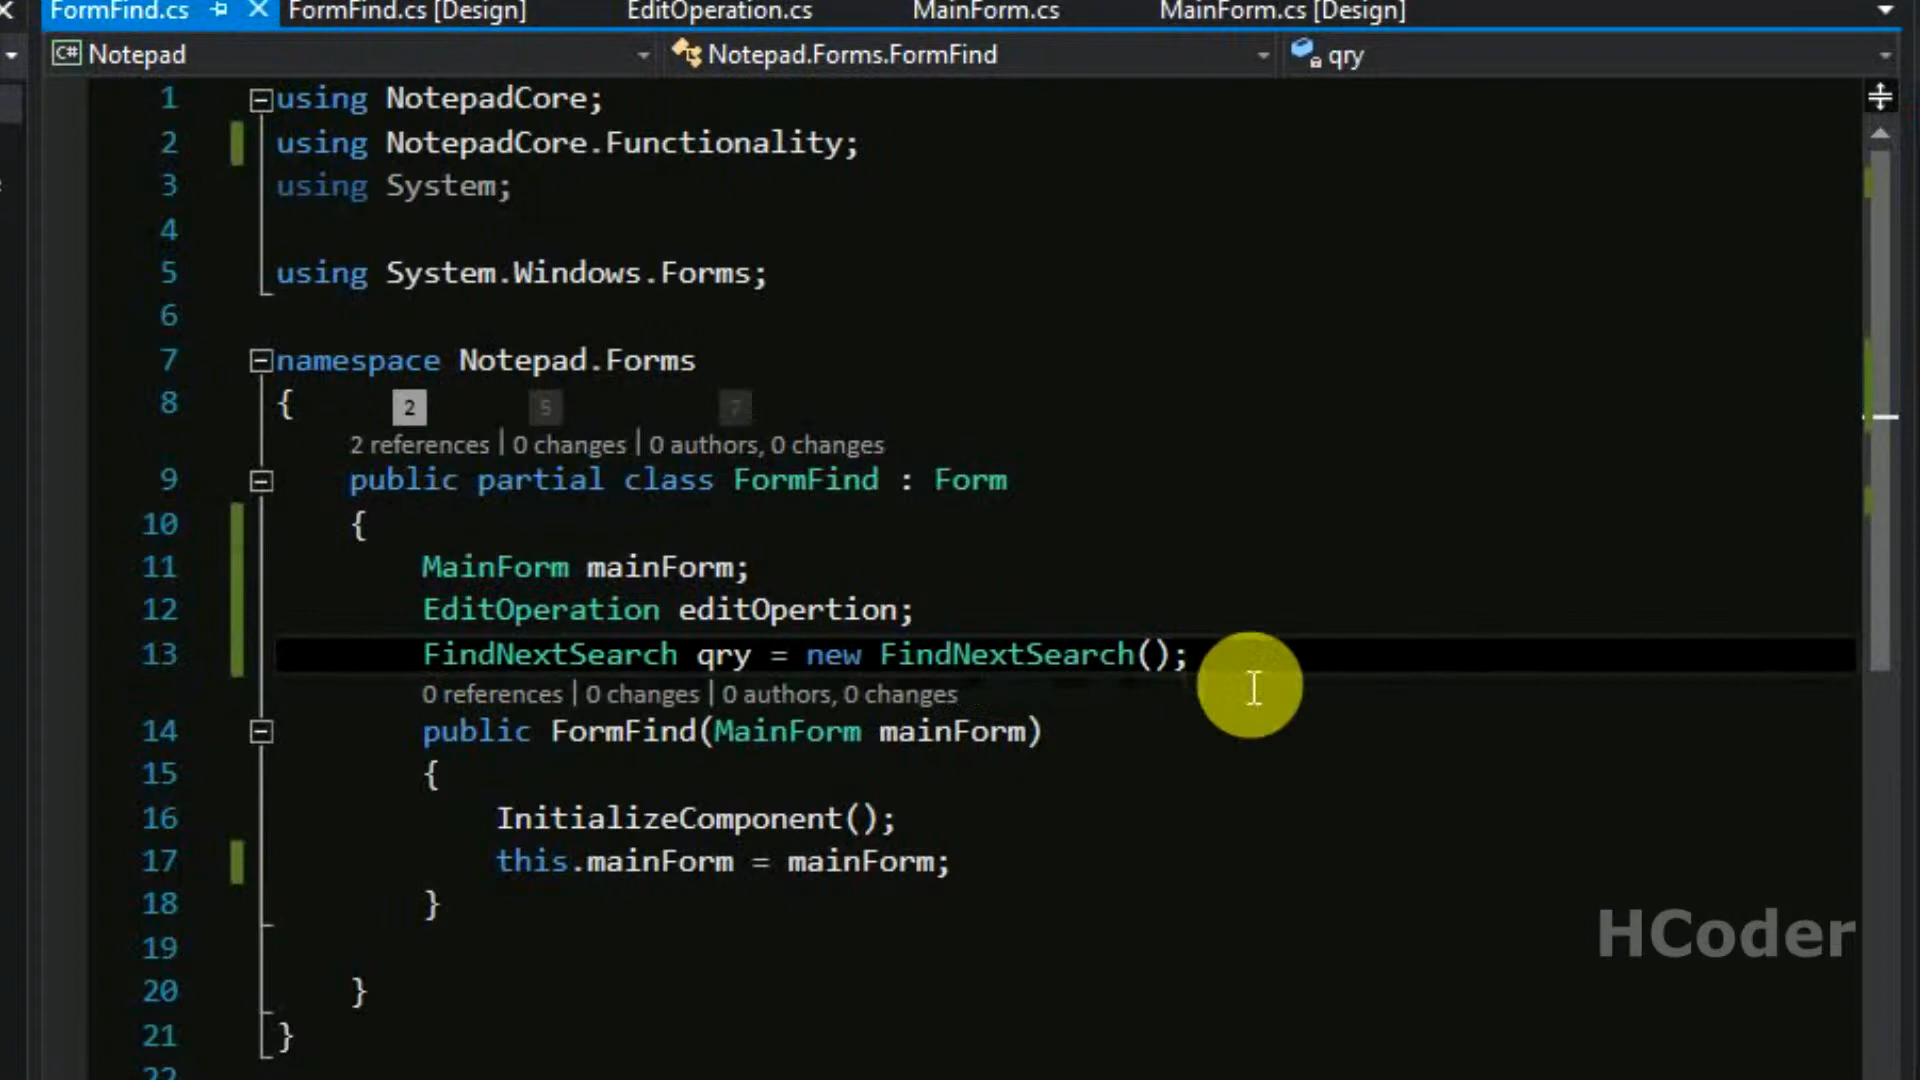 FormFind.cs FormFind.cs [Design] EditOperation.cs MainForm.cs MainForm.cs [Design]
C# Notepad Notepad.Forms.FormFind qry
1 using NotepadCore;
2 using NotepadCore.Functionality;
3 using System;
4
5 using System.Windows.Forms;
6
7 namespace Notepad.Forms
8 { 2 5 7
2 references | 0 changes | 0 authors, 0 changes
9 public partial class FormFind : Form
10 {
11 MainForm mainForm;
12 EditOperation editOpertion;
13 FindNextSearch qry = new FindNextSearch();
0 references | 0 changes | 0 authors, 0 changes
14 public FormFind(MainForm mainForm)
15 {
16 InitializeComponent();
17 this.mainForm = mainForm;
18 }
HCoder
19
20 }
21 }
22